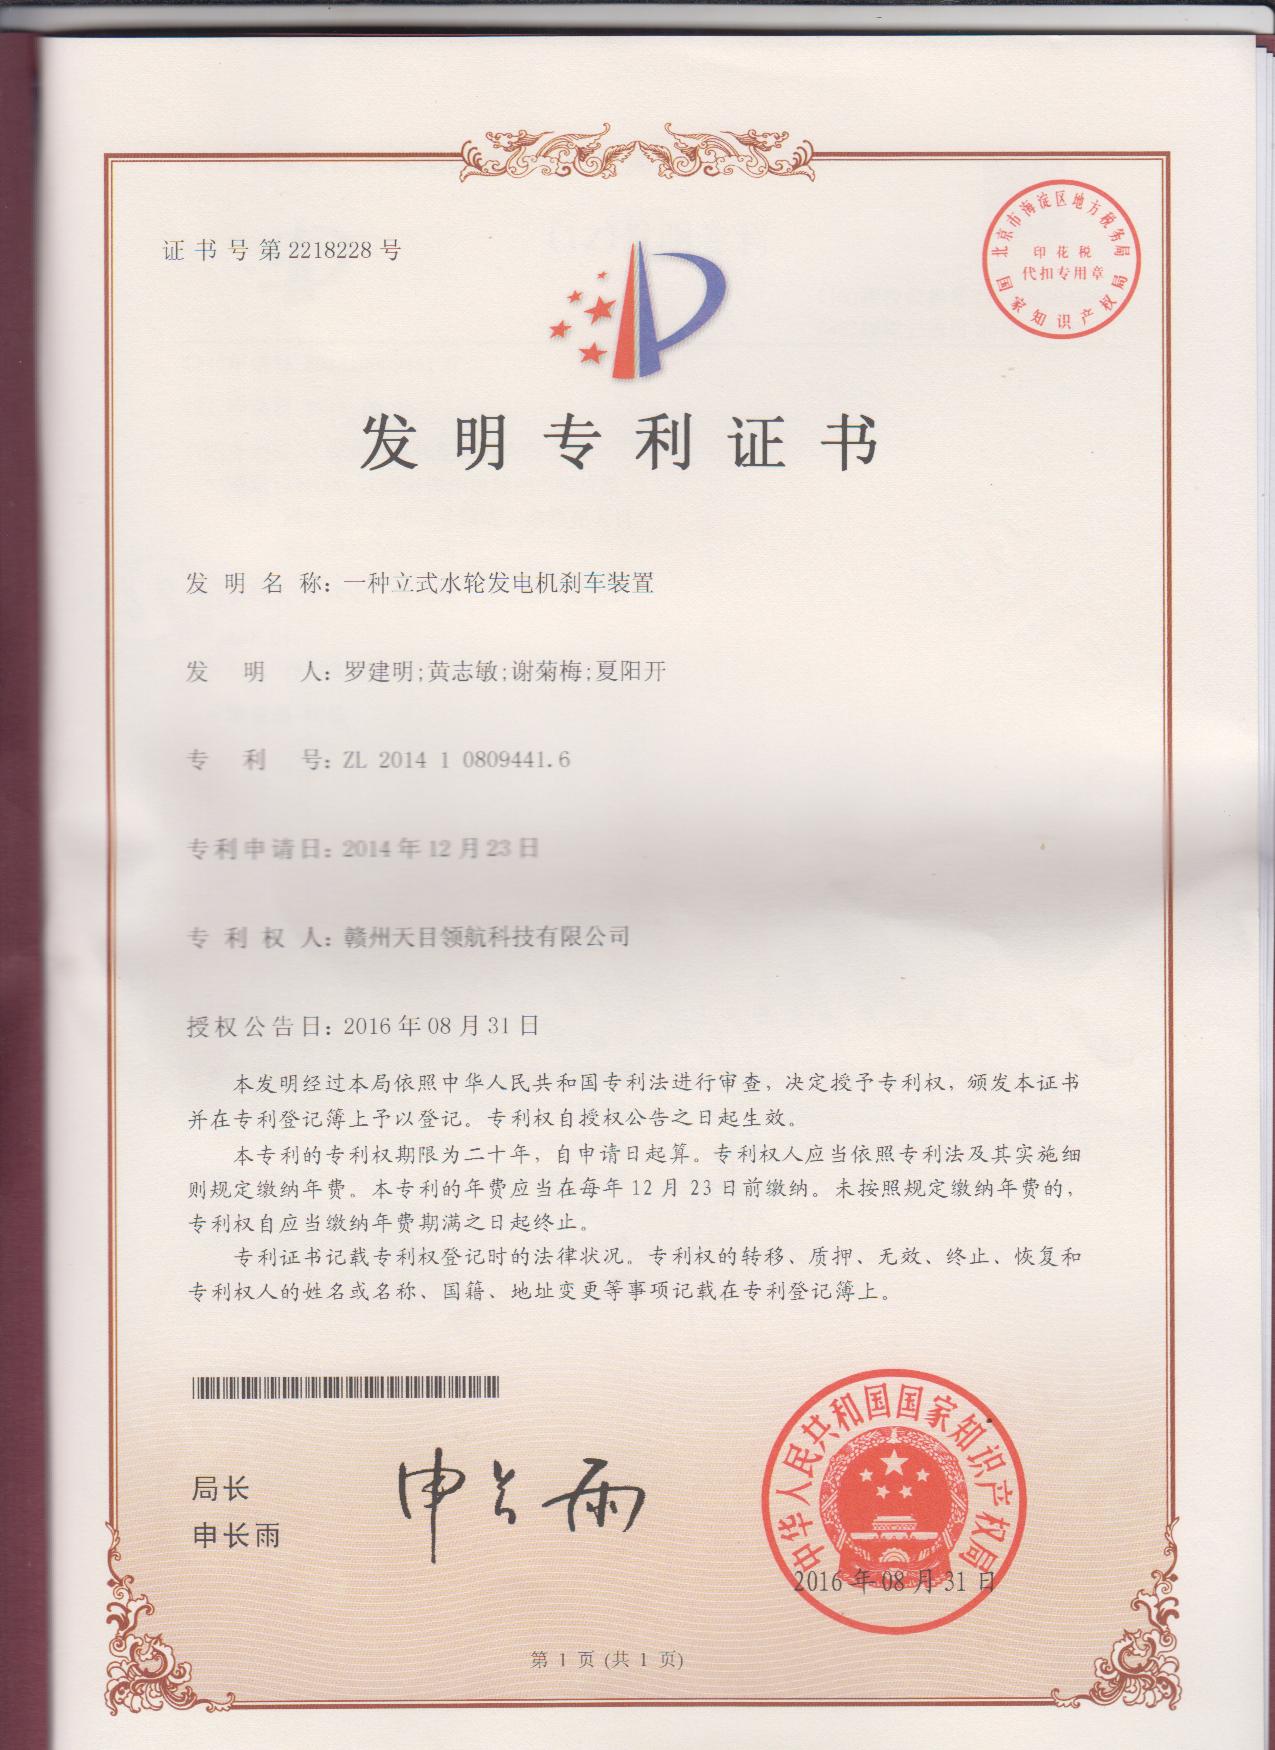 证书号第2218228号
北京市海淀区地方税务局
印花税
代扣专用章
国家知识产权局
发明专利证书
发明名称：一种立式水轮发电机刹车装置
发明人：罗建明;黄志敏;谢菊梅;夏阳开
专利号：ZL 2014 1 0809441.6
专利申请日：2014年12月23日
专利权人：赣州天目领航科技有限公司
授权公告日：2016年08月31日
本发明经过本局依照中华人民共和国专利法进行审查，决定授予专利权，颁发本证书
并在专利登记簿上予以登记。专利权自授权公告之日起生效。
本专利的专利权期限为二十年，自申请日起算。专利权人应当依照专利法及其实施细
则规定缴纳年费。本专利的年费应当在每年12月23日前缴纳。未按照规定缴纳年费的，
专利权自应当缴纳年费期满之日起终止。
专利证书记载专利权登记时的法律状况。专利权的转移、质押、无效、终止、恢复和
专利权人的姓名或名称、国籍、地址变更等事项记载在专利登记簿上。
局长
申长雨
申长雨
中华人民共和国国家知识产权局
2016年08月31日
第1页(共1页)